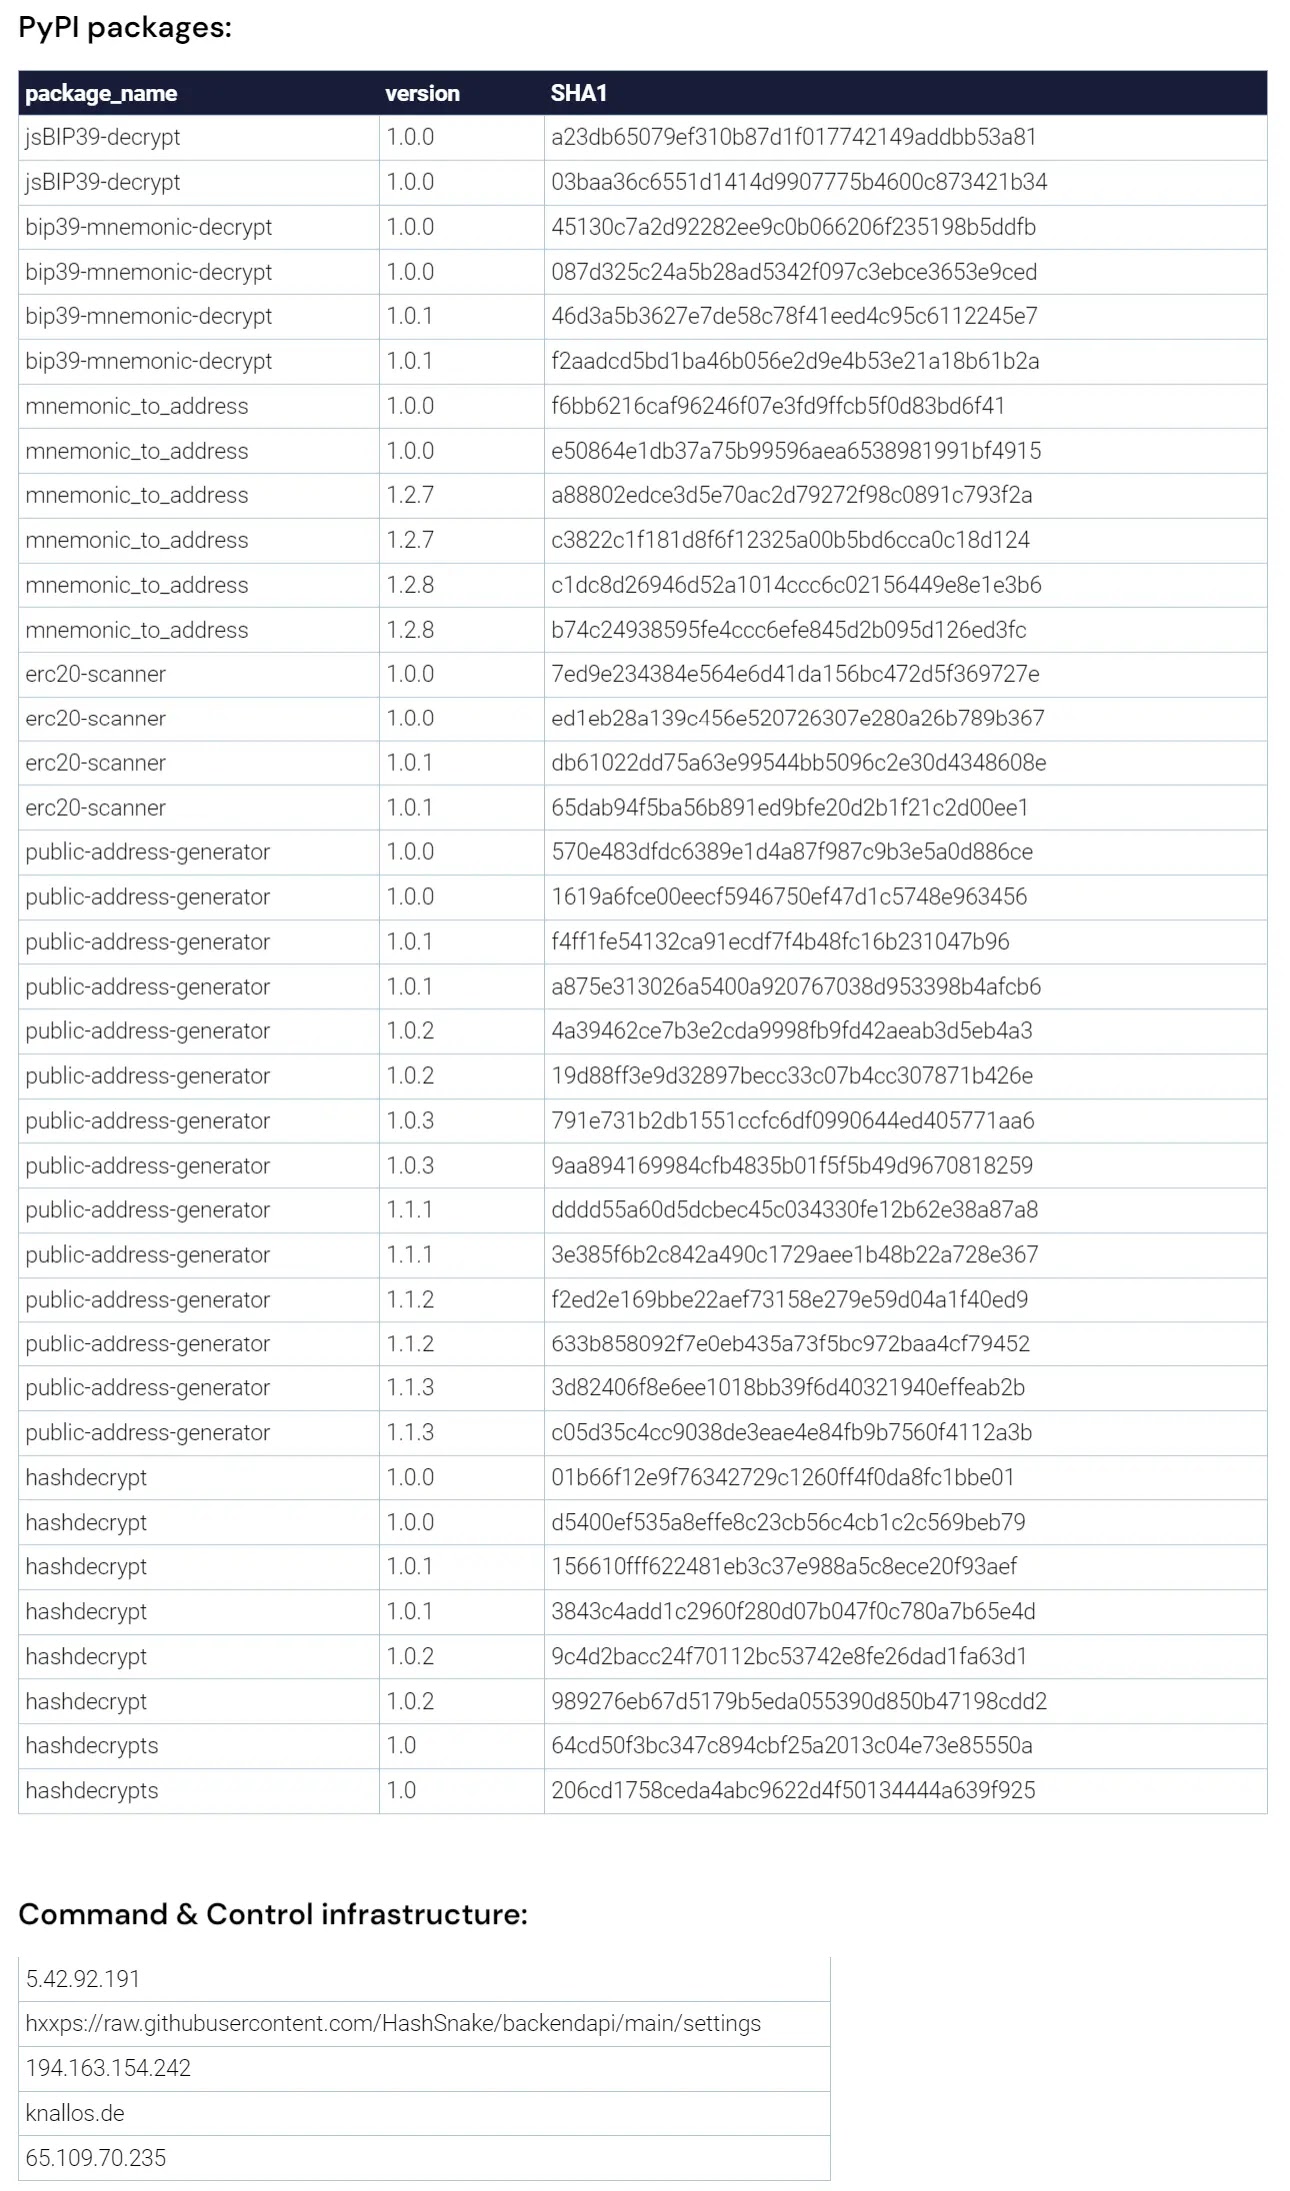 PyPI packages:
package_name version SHA1
jsBIP39-decrypt 1.0.0 a23db65079ef310b87d1f017742149addbb53a81
jsBIP39-decrypt 1.0.0 03baa36c6551d1414d9907775b4600c873421b34
bip39-mnemonic-decrypt 1.0.0 45130c7a2d92282ee9c0b066206f235198b5ddfb
bip39-mnemonic-decrypt 1.0.0 087d325c24a5b28ad5342f097c3ebce3653e9ced
bip39-mnemonic-decrypt 1.0.1 46d3a5b3627e7de58c78f41eed4c95c6112245e7
bip39-mnemonic-decrypt 1.0.1 f2aadcd5bd1ba46b056e2d9e4b53e21a18b61b2a
mnemonic_to_address 1.0.0 f6bb6216caf96246f07e3fd9ffcb5f0d83bd6f41
mnemonic_to_address 1.0.0 e50864e1db37a75b99596aea6538981991bf4915
mnemonic_to_address 1.2.7 a88802edce3d5e70ac2d79272f98c0891c793f2a
mnemonic_to_address 1.2.7 c3822c1f181d8f6f12325a00b5bd6cca0c18d124
mnemonic_to_address 1.2.8 c1dc8d26946d52a1014ccc6c02156449e8e1e3b6
mnemonic_to_address 1.2.8 b74c24938595fe4ccc6efe845d2b095d126ed3fc
erc20-scanner 1.0.0 7ed9e234384e564e6d41da156bc472d5f369727e
erc20-scanner 1.0.0 ed1eb28a139c456e520726307e280a26b789b367
erc20-scanner 1.0.1 db61022dd75a63e99544bb5096c2e30d4348608e
erc20-scanner 1.0.1 65dab94f5ba56b891ed9bfe20d2b1f21c2d00ee1
public-address-generator 1.0.0 570e483dfdc6389e1d4a87f987c9b3e5a0d886ce
public-address-generator 1.0.0 1619a6fce00eecf5946750ef47d1c5748e963456
public-address-generator 1.0.1 f4ff1fe54132ca91ecdf7f4b48fc16b231047b96
public-address-generator 1.0.1 a875e313026a5400a920767038d953398b4afcb6
public-address-generator 1.0.2 4a39462ce7b3e2cda9998fb9fd42aeab3d5eb4a3
public-address-generator 1.0.2 19d88ff3e9d32897becc33c07b4cc307871b426e
public-address-generator 1.0.3 791e731b2db1551ccfc6df0990644ed405771aa6
public-address-generator 1.0.3 9aa894169984cfb4835b01f5f5b49d9670818259
public-address-generator 1.1.1 dddd55a60d5dcbec45c034330fe12b62e38a87a8
public-address-generator 1.1.1 3e385f6b2c842a490c1729aee1b48b22a728e367
public-address-generator 1.1.2 f2ed2e169bbe22aef73158e279e59d04a1f40ed9
public-address-generator 1.1.2 633b858092f7e0eb435a73f5bc972baa4cf79452
public-address-generator 1.1.3 3d82406f8e6ee1018bb39f6d40321940effeab2b
public-address-generator 1.1.3 c05d35c4cc9038de3eae4e84fb9b7560f4112a3b
hashdecrypt 1.0.0 01b66f12e9f76342729c1260ff4f0da8fc1bbe01
hashdecrypt 1.0.0 d5400ef535a8effe8c23cb56c4cb1c2c569beb79
hashdecrypt 1.0.1 156610fff622481eb3c37e988a5c8ece20f93aef
hashdecrypt 1.0.1 3843c4add1c2960f280d07b047f0c780a7b65e4d
hashdecrypt 1.0.2 9c4d2bacc24f70112bc53742e8fe26dad1fa63d1
hashdecrypt 1.0.2 989276eb67d5179b5eda055390d850b47198cdd2
hashdecrypts 1.0 64cd50f3bc347c894cbf25a2013c04e73e85550a
hashdecrypts 1.0 206cd1758ceda4abc9622d4f50134444a639f925
Command & Control infrastructure:
5.42.92.191
hxxps://raw.githubusercontent.com/HashSnake/backendapi/main/settings
194.163.154.242
knallos.de
65.109.70.235